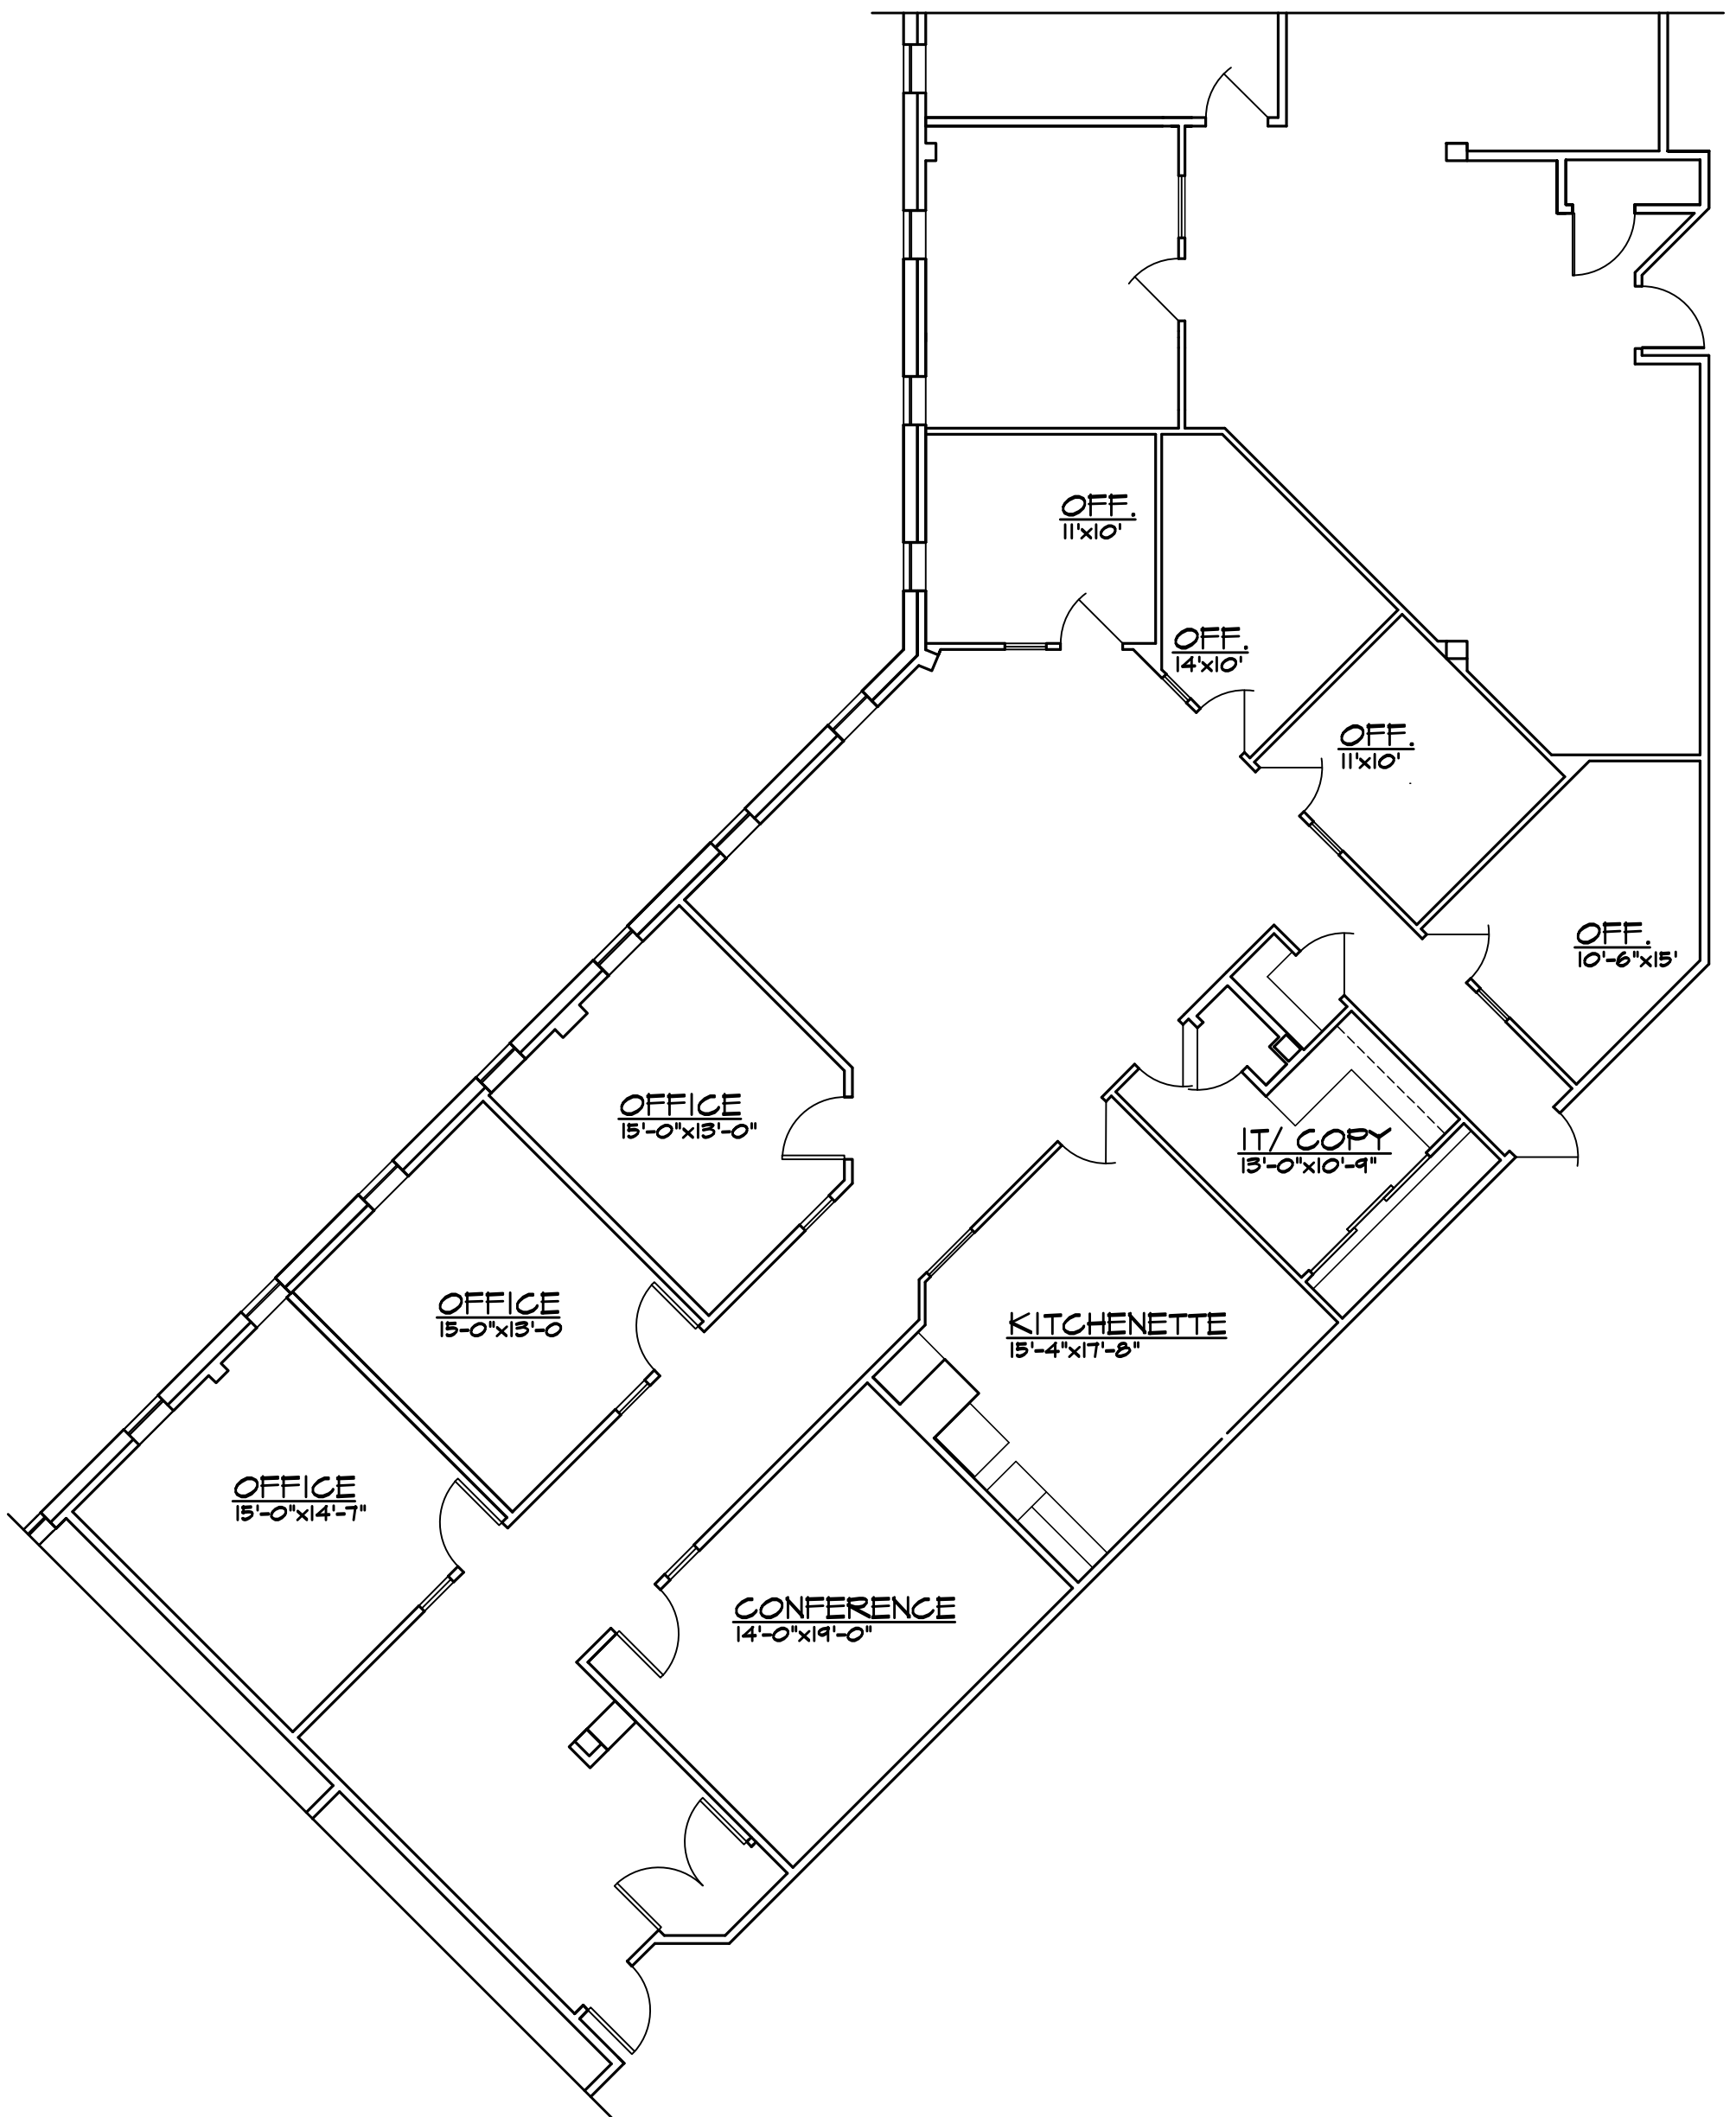 OFF.
11'x10'
OFF.
14'x10'
OFF.
11'x10'
OFF.
10'-6"x15'
OFFICE
15'-0"x13'-0"
IT/ COPY
13'-0"x10'-9"
OFFICE
15-0"x13'-0
KITCHENETTE
15'-4"x17'-8"
OFFICE
15'-0"x14'-7"
CONFERENCE
14'-0"x19'-0"